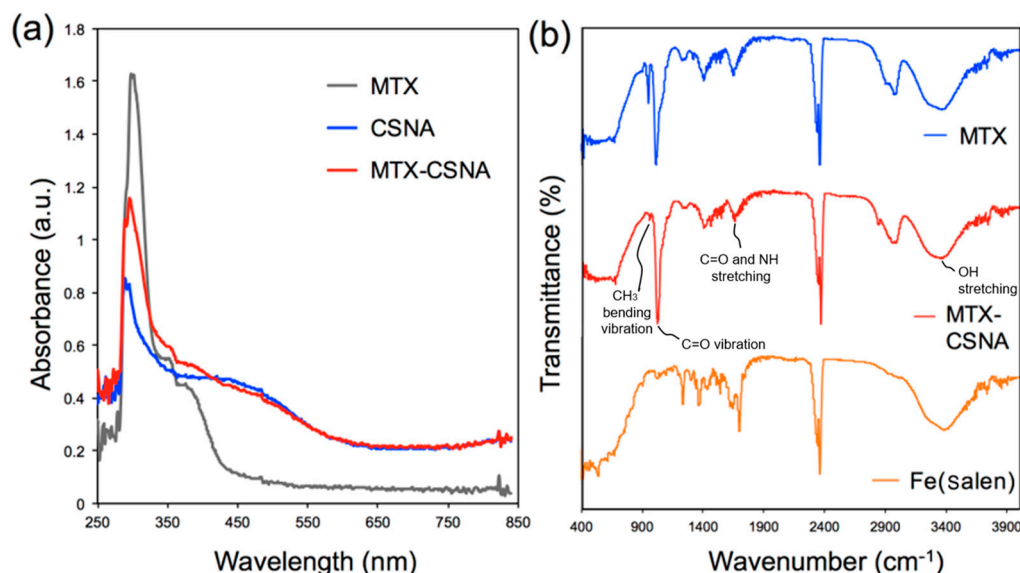 (a)
Absorbance (a.u.)
1.8
1.6
1.4
1.2
1
0.8
0.6
0.4
0.2
0
250
350
450
550
650
750
840
Wavelength (nm)
MTX
CSNA
MTX-CSNA
(b)
Transmittance (%)
MTX
C=O and NH
stretching
OH
stretching
CH₃
bending
vibration
C=O vibration
MTX-
CSNA
Fe(salen)
400
900
1400
1900
2400
2900
3400
3900
Wavenumber (cm⁻¹)